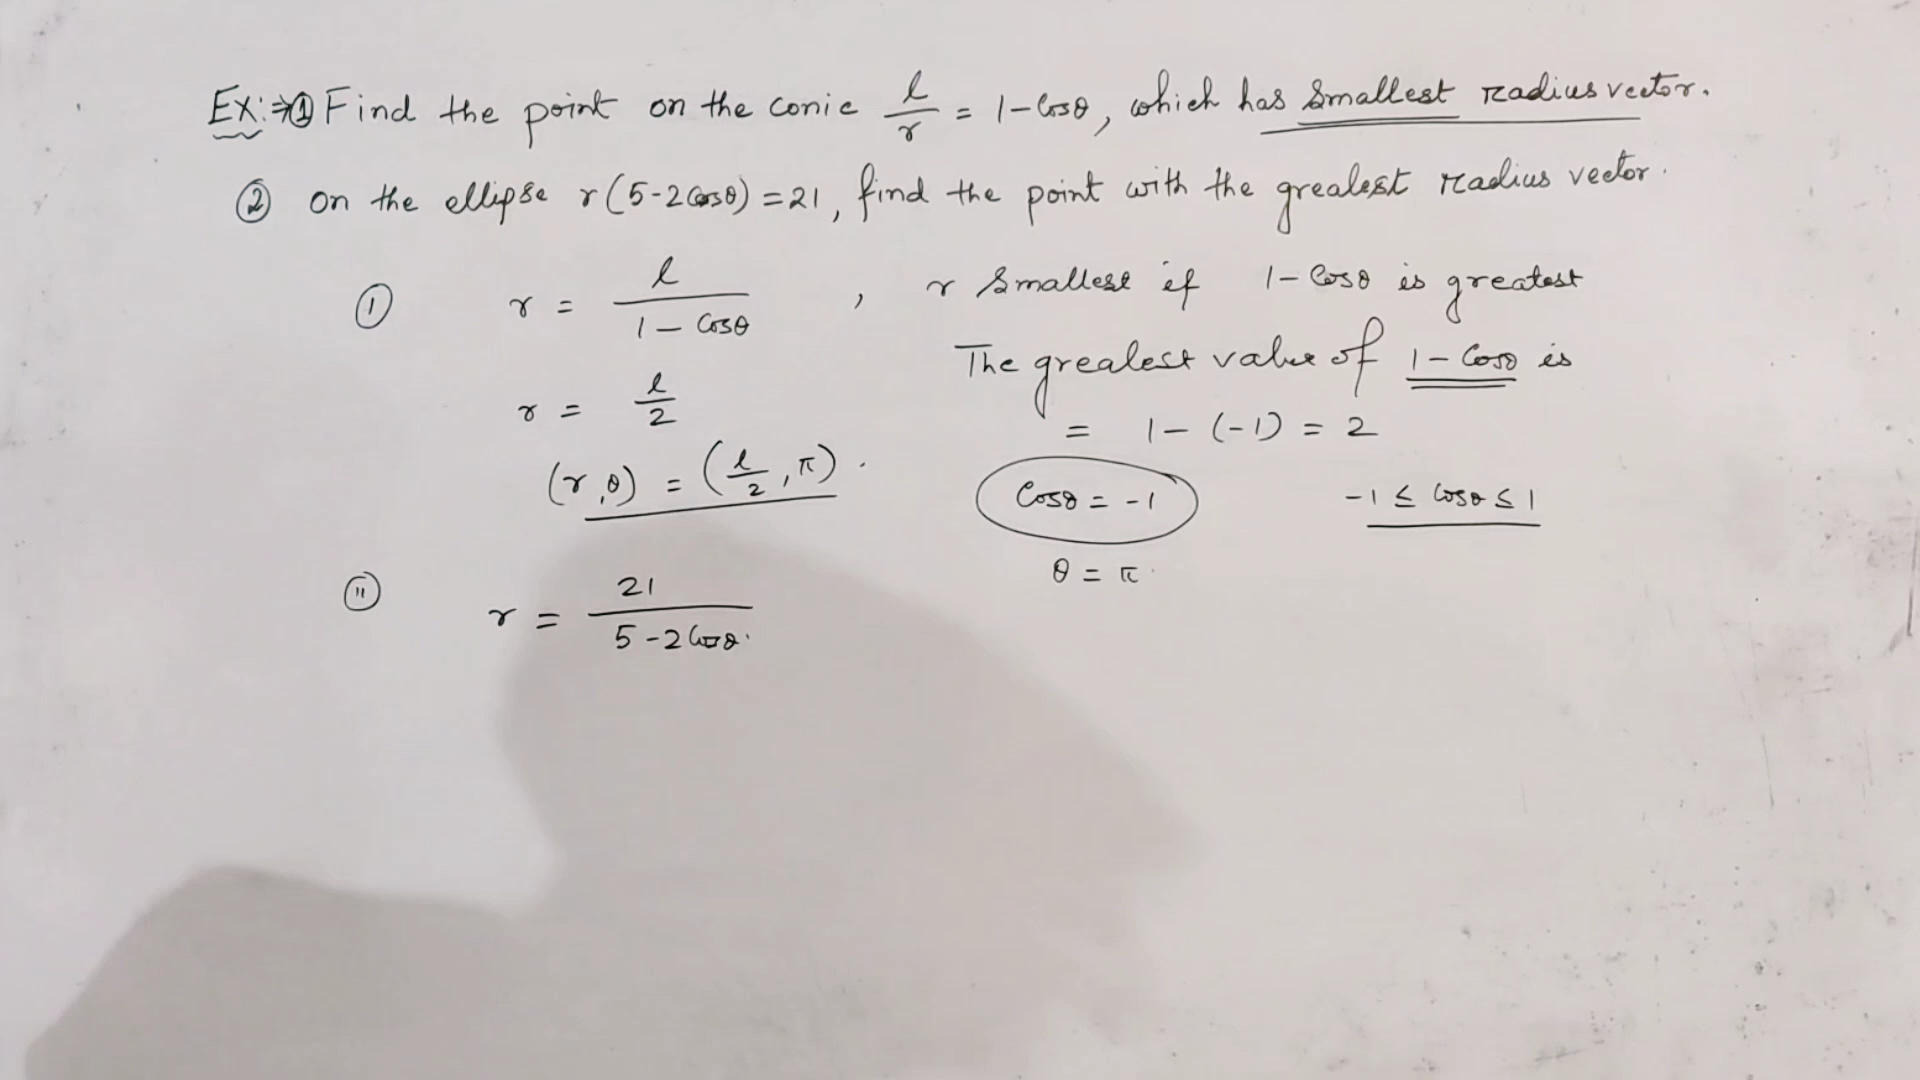 Ex:⇒① Find the point on the conic l/r = 1-Cosθ, which has smallest radius vector.
② on the ellipse r(5-2Cosθ) = 21, find the point with the greatest radius vector.
① r = l/(1-Cosθ) , r smallest if 1-Cosθ is greatest
The greatest value of 1-Cosθ is
r = l/2
= 1-(-1) = 2
(r,θ) = (l/2, π).
Cosθ = -1 -1 ≤ Cosθ ≤ 1
θ = π.
(ii) r = 21/(5-2Cosθ).